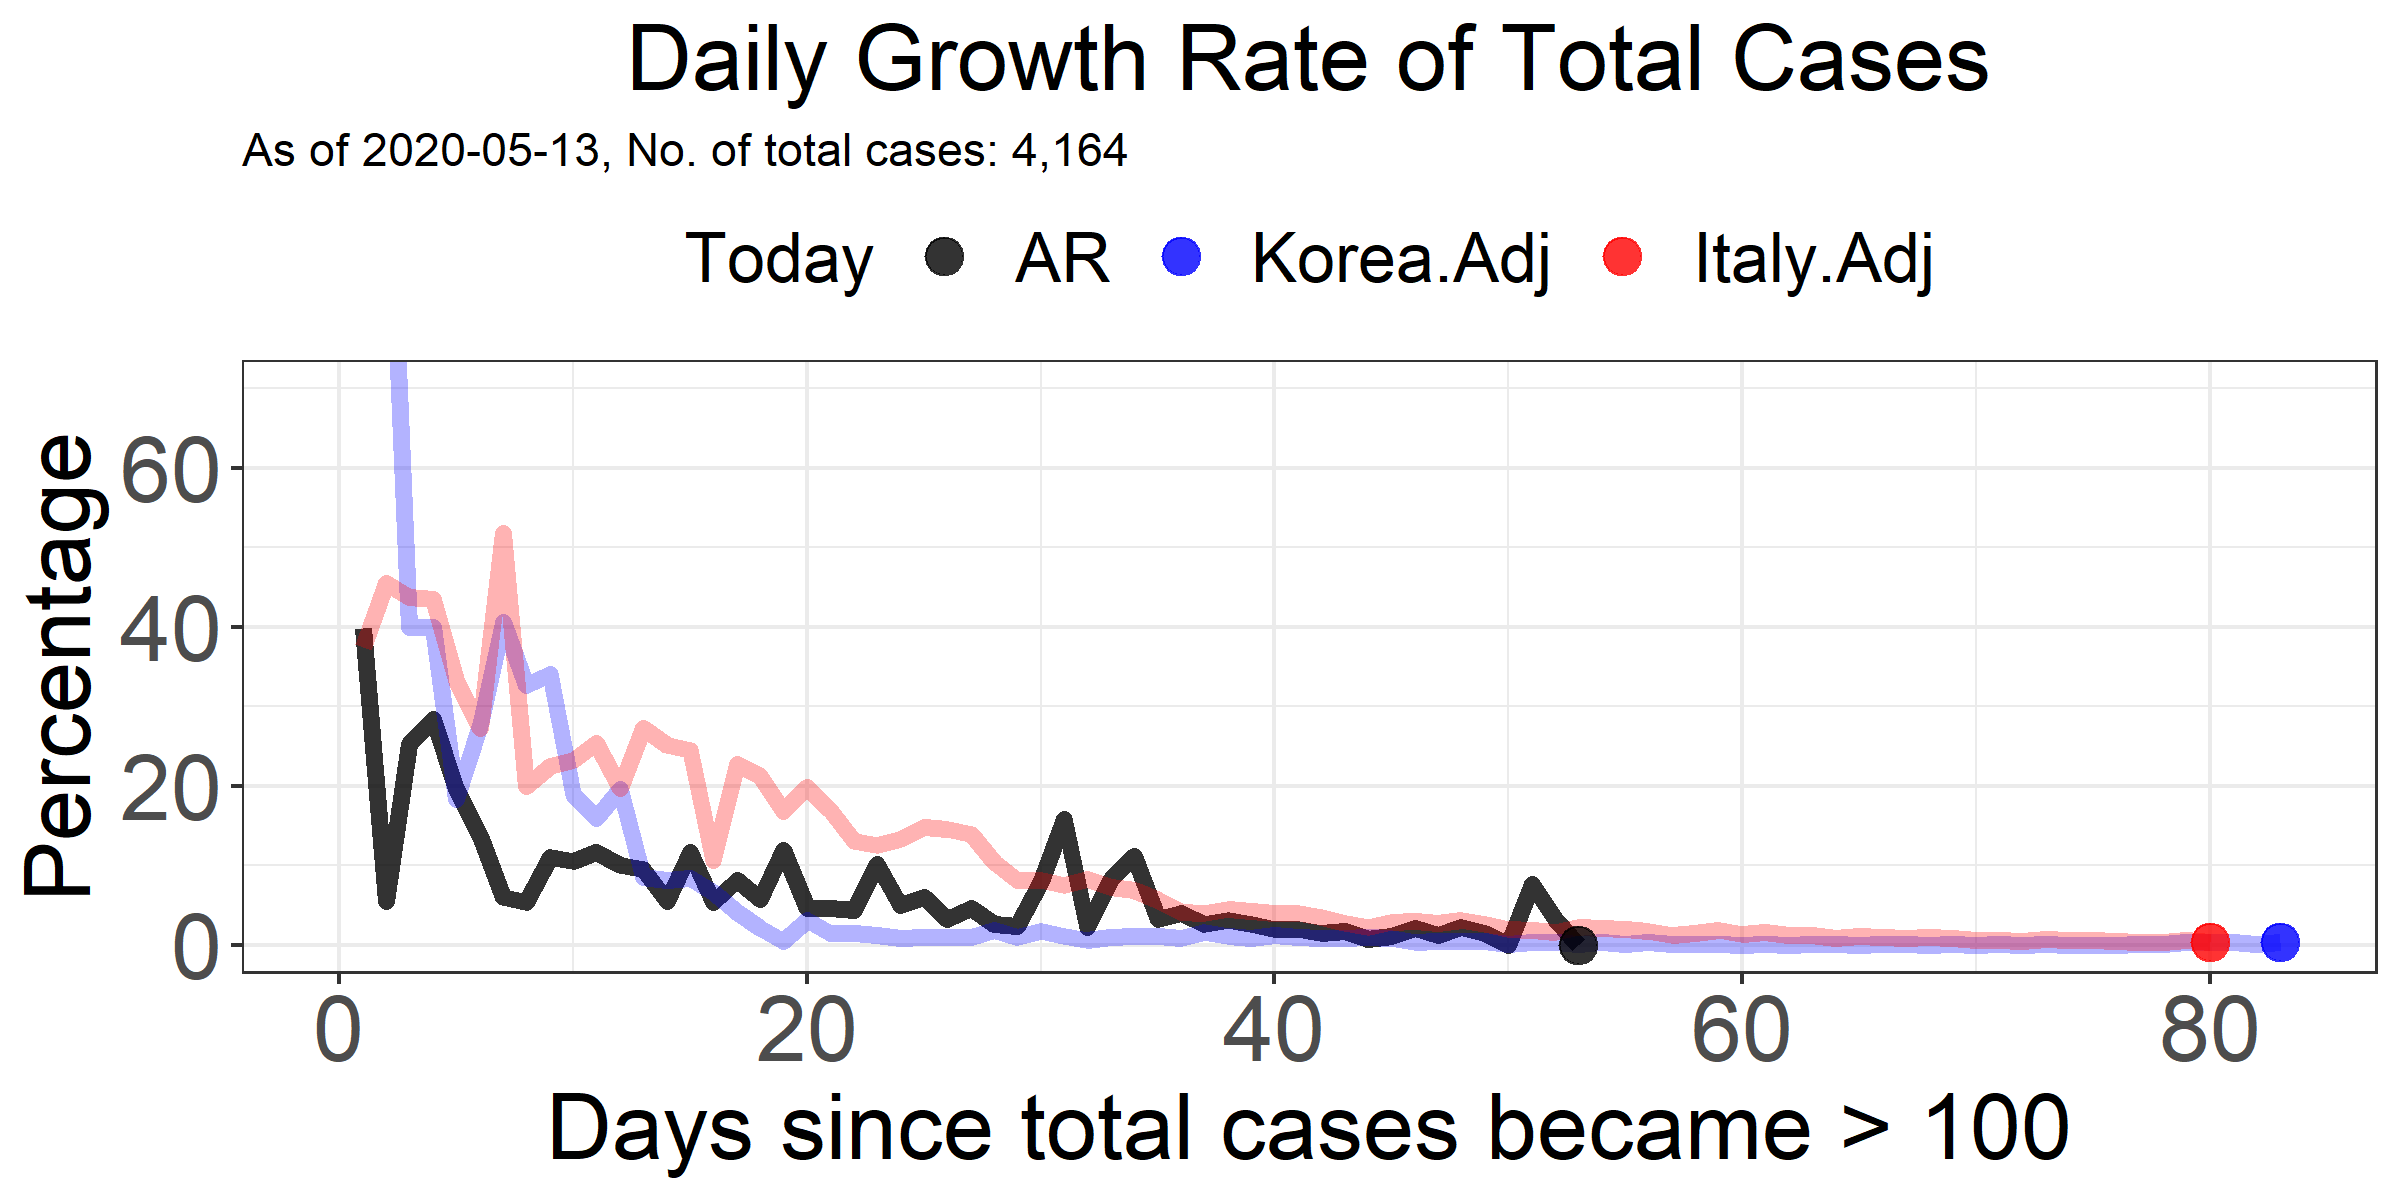 Daily Growth Rate of Total Cases
As of 2020-05-13, No. of total cases: 4,164
Today AR Korea.Adj Italy.Adj
Percentage
60
40
20
0
0 20 40 60 80
Days since total cases became > 100